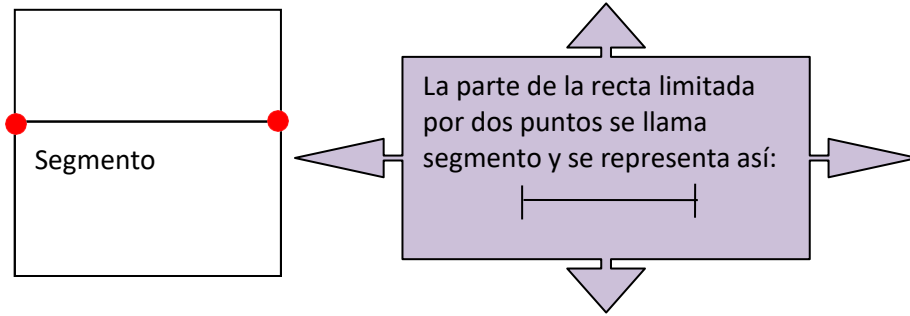 Segmento
La parte de la recta limitada
por dos puntos se llama
segmento y se representa así: